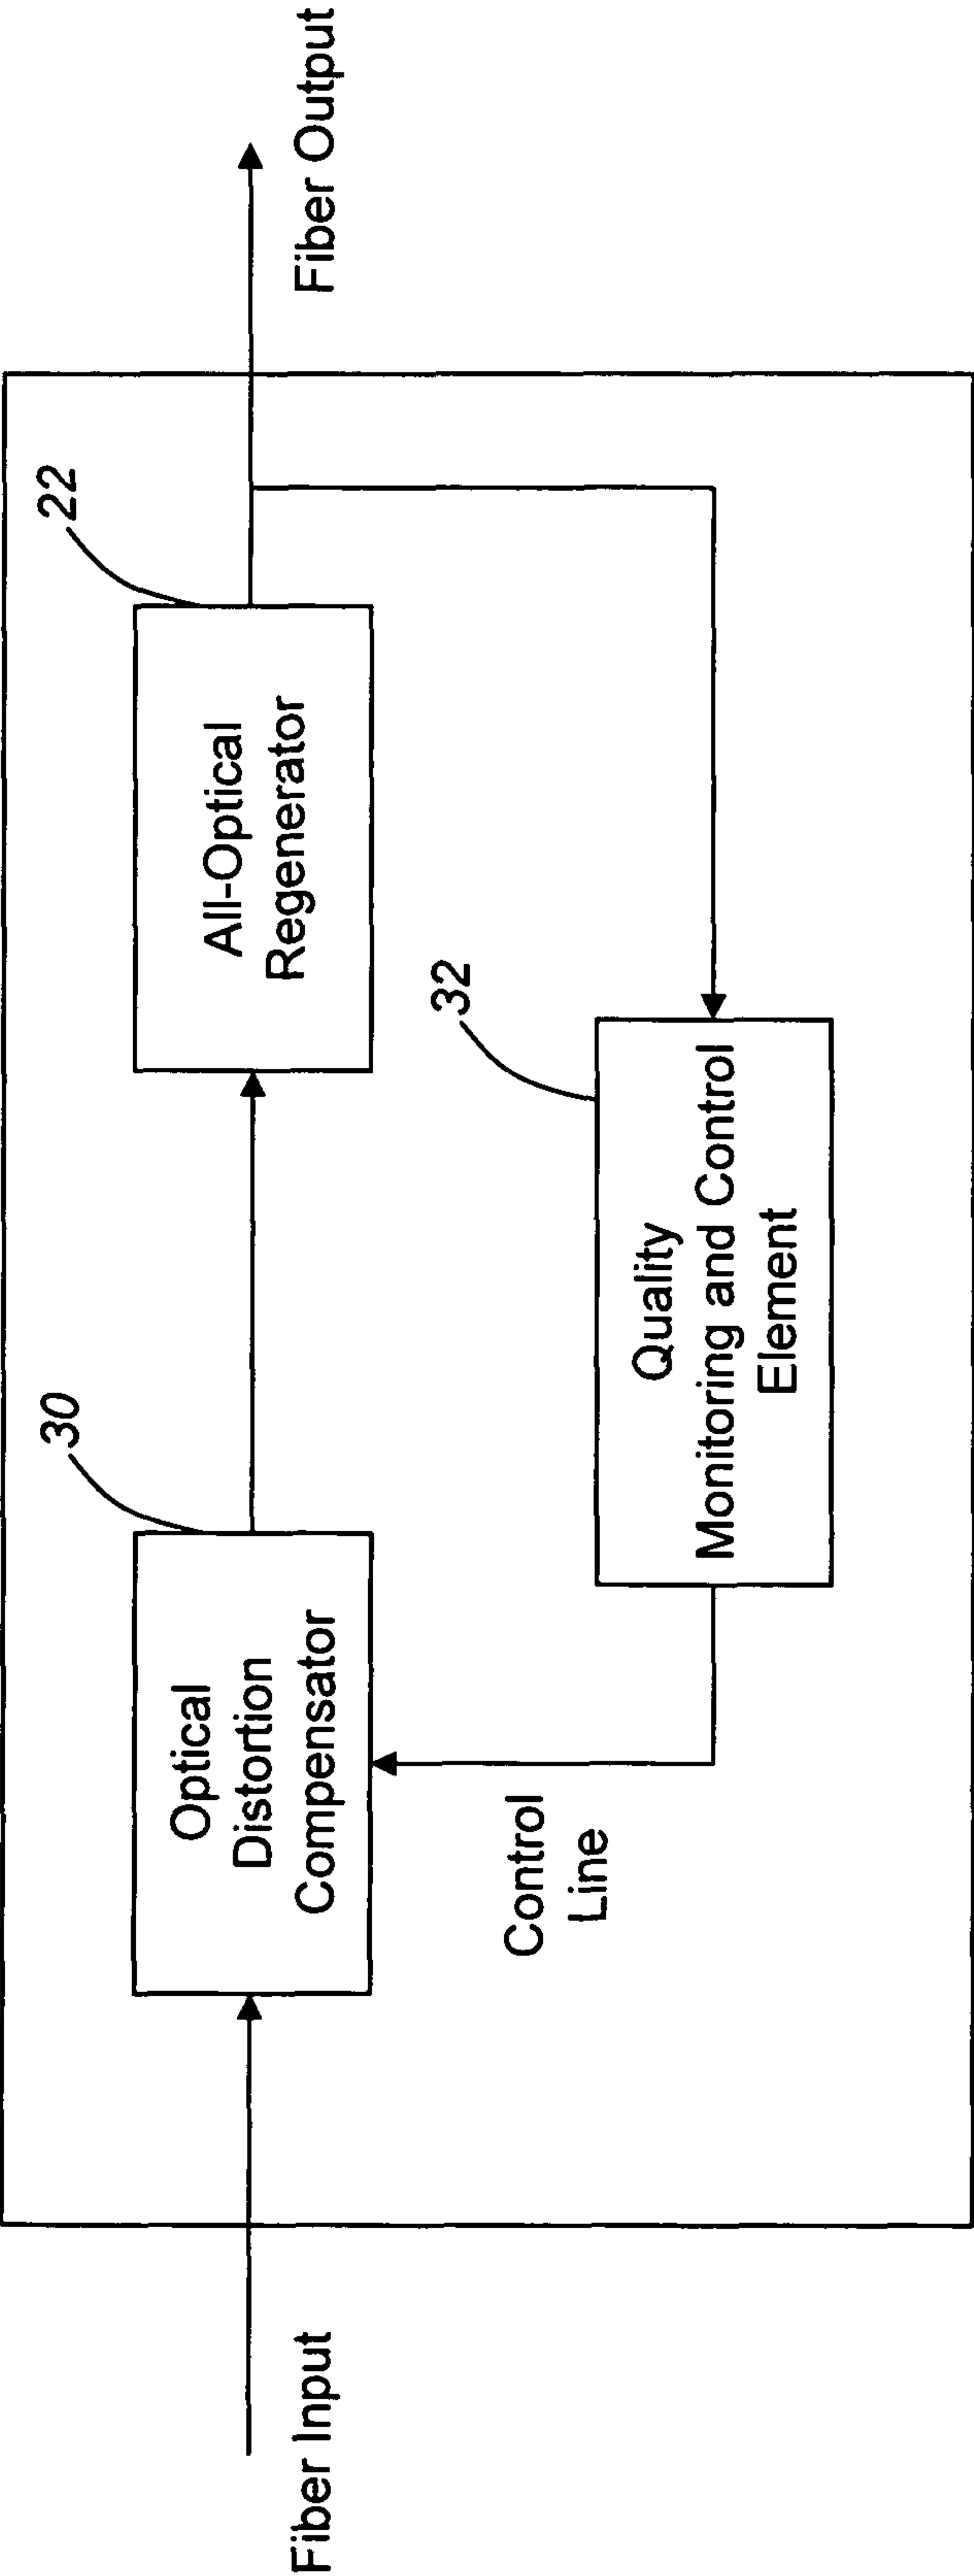 30
22
Optical
Distortion
Compensator
All-Optical
Regenerator
Fiber Input
Fiber Output
32
Control
Line
Quality
Monitoring and Control
Element